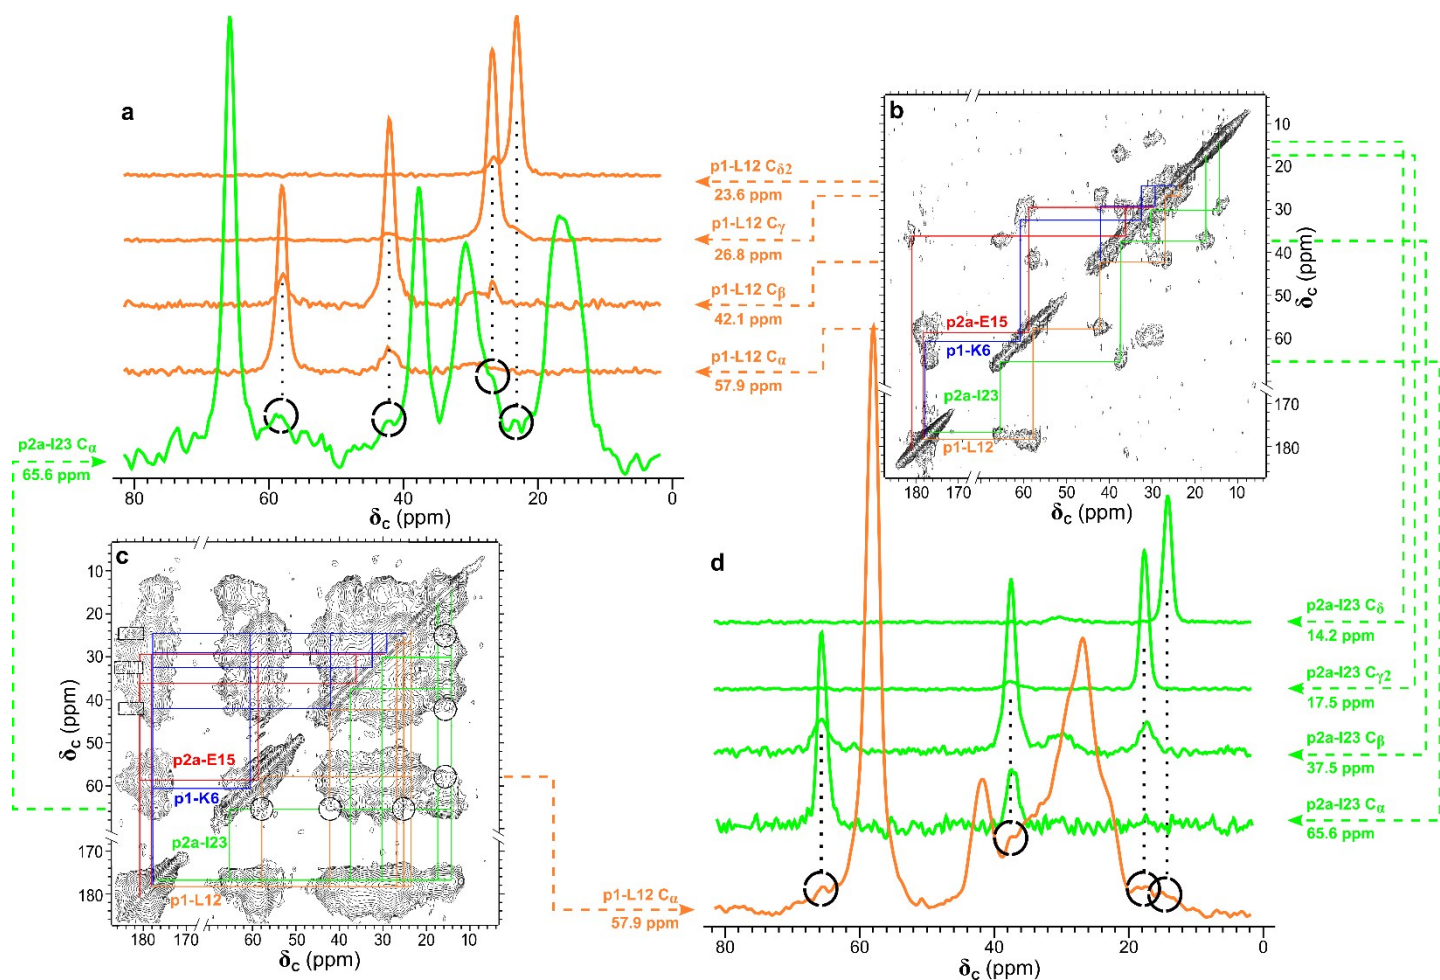 a
p1-L12 Cδ2
23.6 ppm
p1-L12 Cγ
26.8 ppm
p1-L12 Cβ
42.1 ppm
p1-L12 Cα
57.9 ppm
p2a-I23 Cα
65.6 ppm
80 60 40 20 0
δC (ppm)
b
10
20
30
40
50
60
170
180
δC (ppm)
p2a-E15
p1-K6
p2a-I23
p1-L12
180 170 60 50 40 30 20 10
δC (ppm)
c
10
20
30
40
50
60
170
180
δC (ppm)
p2a-E15
p1-K6
p2a-I23
p1-L12
180 170 60 50 40 30 20 10
δC (ppm)
p1-L12 Cα
57.9 ppm
d
p2a-I23 Cδ
14.2 ppm
p2a-I23 Cγ2
17.5 ppm
p2a-I23 Cβ
37.5 ppm
p2a-I23 Cα
65.6 ppm
80 60 40 20 0
δC (ppm)